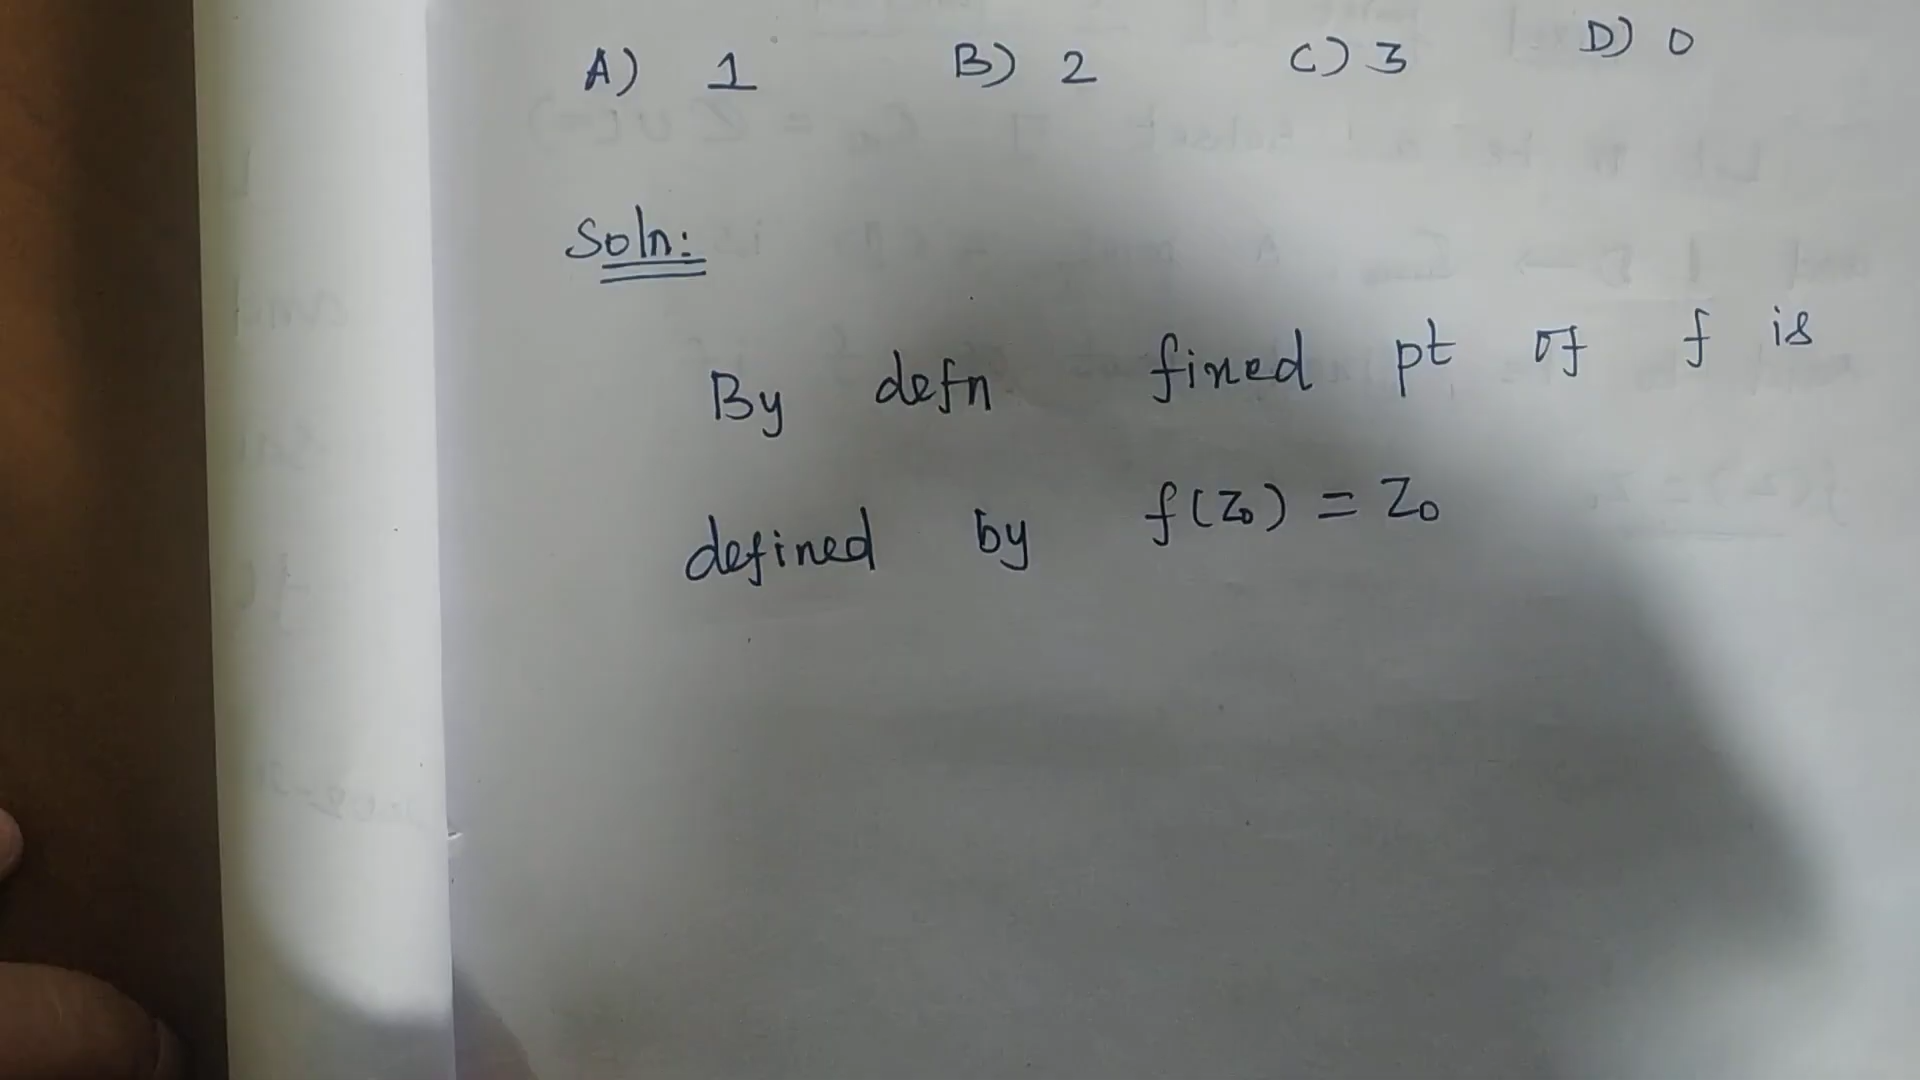 A) 1 B) 2 C) 3 D) 0
Soln:
By defn fixed pt of f is
defined by f(z₀) = z₀